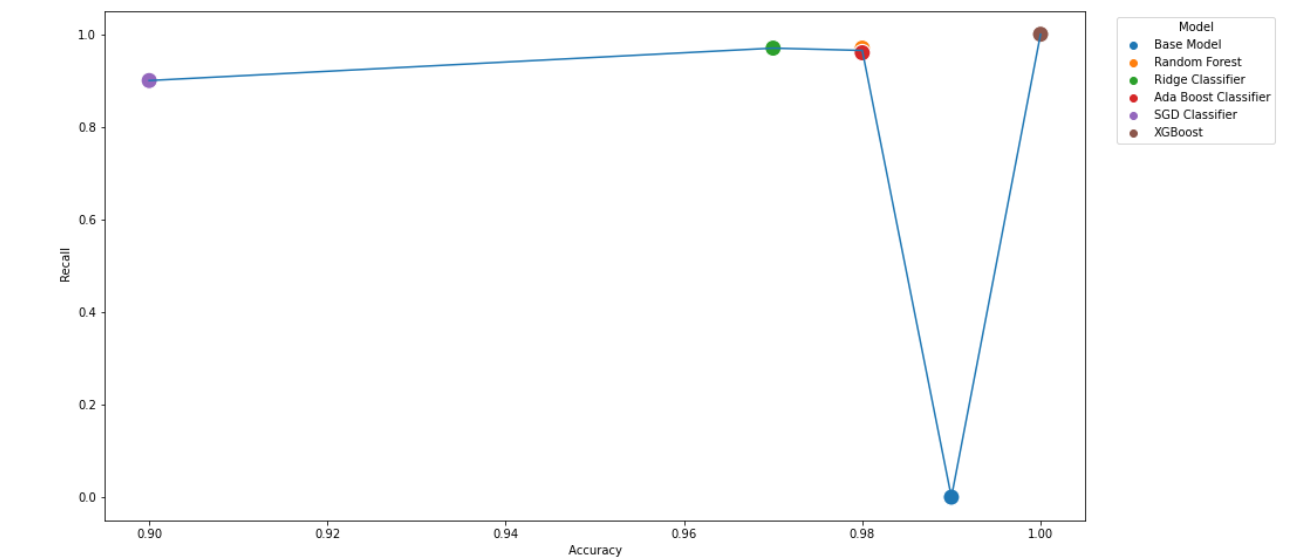 1.0
0.8
0.6
0.4
0.2
0.0
Recall
0.90 0.92 0.94 0.96 0.98 1.00
Accuracy
Model
Base Model
Random Forest
Ridge Classifier
Ada Boost Classifier
SGD Classifier
XGBoost